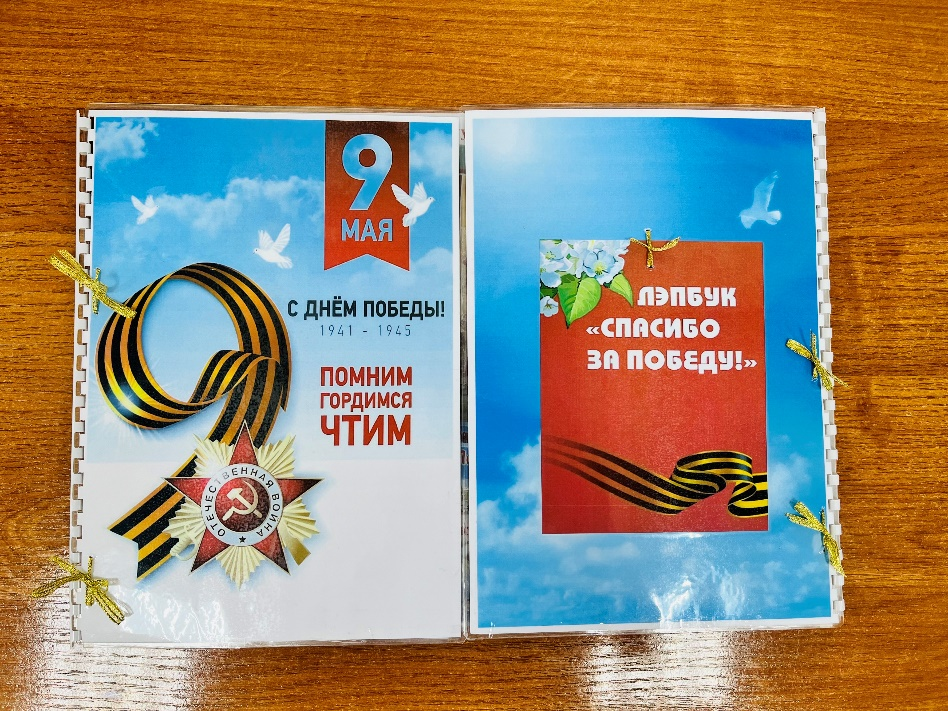 9
МАЯ
С ДНЁМ ПОБЕДЫ!
1941 - 1945
ПОМНИМ
ГОРДИМСЯ
ЧТИМ
ОТЕЧЕСТВЕННАЯ ВОЙНА
ЛЭПБУК
«СПАСИБО
ЗА ПОБЕДУ!»